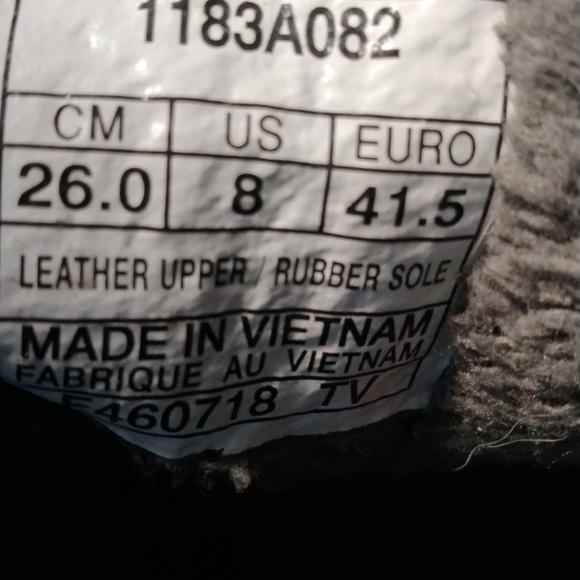 1183A082
CM US EURO
26.0 8 41.5
LEATHER UPPER / RUBBER SOLE
MADE IN VIETNAM
FABRIQUE AU VIETNAM
F460718 TV